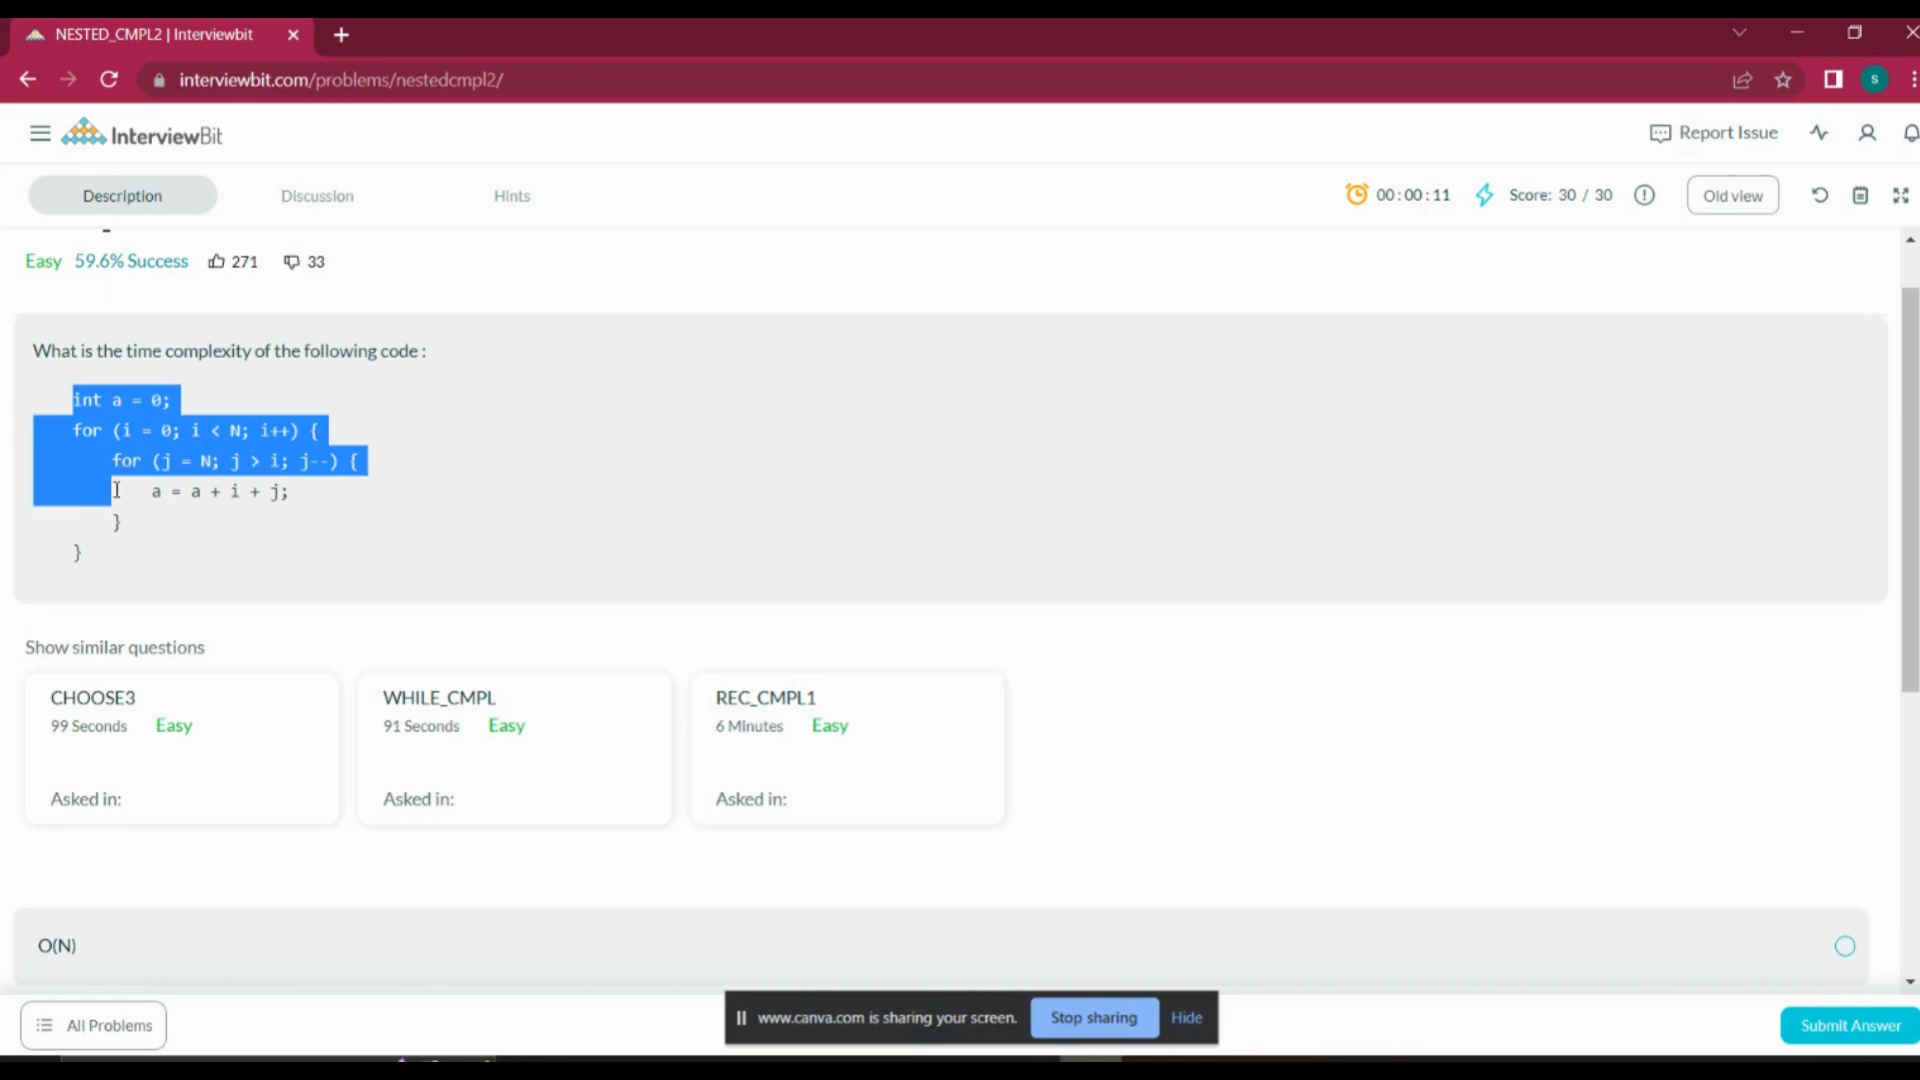 NESTED_CMPL2 | Interviewbit
interviewbit.com/problems/nestedcmpl2/
S
InterviewBit
Report Issue
Description
Discussion
Hints
00:00:11
Score: 30 / 30
Old view
Easy 59.6% Success 271 33
What is the time complexity of the following code :
int a = 0;
for (i = 0; i < N; i++) {
for (j = N; j > i; j--) {
a = a + i + j;
}
}
Show similar questions
CHOOSE3
99 Seconds Easy
Asked in:
WHILE_CMPL
91 Seconds Easy
Asked in:
REC_CMPL1
6 Minutes Easy
Asked in:
O(N)
All Problems
www.canva.com is sharing your screen.
Stop sharing
Hide
Submit Answer